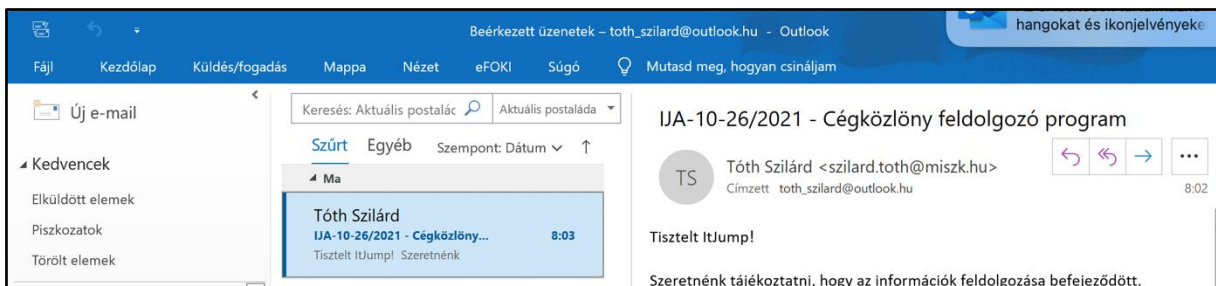 hangokat és ikonjelvényeke
Beérkezett üzenetek – toth_szilard@outlook.hu - Outlook
Fájl Kezdőlap Küldés/fogadás Mappa Nézet eFOKI Súgó Mutasd meg, hogyan csináljam
Új e-mail
Kedvencek
Elküldött elemek
Piszkozatok
Törölt elemek
Keresés: Aktuális postalác Aktuális postaláda
Szűrt Egyéb Szempont: Dátum
Ma
Tóth Szilárd
IJA-10-26/2021 - Cégközlöny... 8:03
Tisztelt ItJump! Szeretnénk
IJA-10-26/2021 - Cégközlöny feldolgozó program
TS
Tóth Szilárd <szilard.toth@miszk.hu>
Címzett toth_szilard@outlook.hu 8:02
Tisztelt ItJump!
Szeretnénk tájékoztatni, hogy az információk feldolgozása befejeződött.